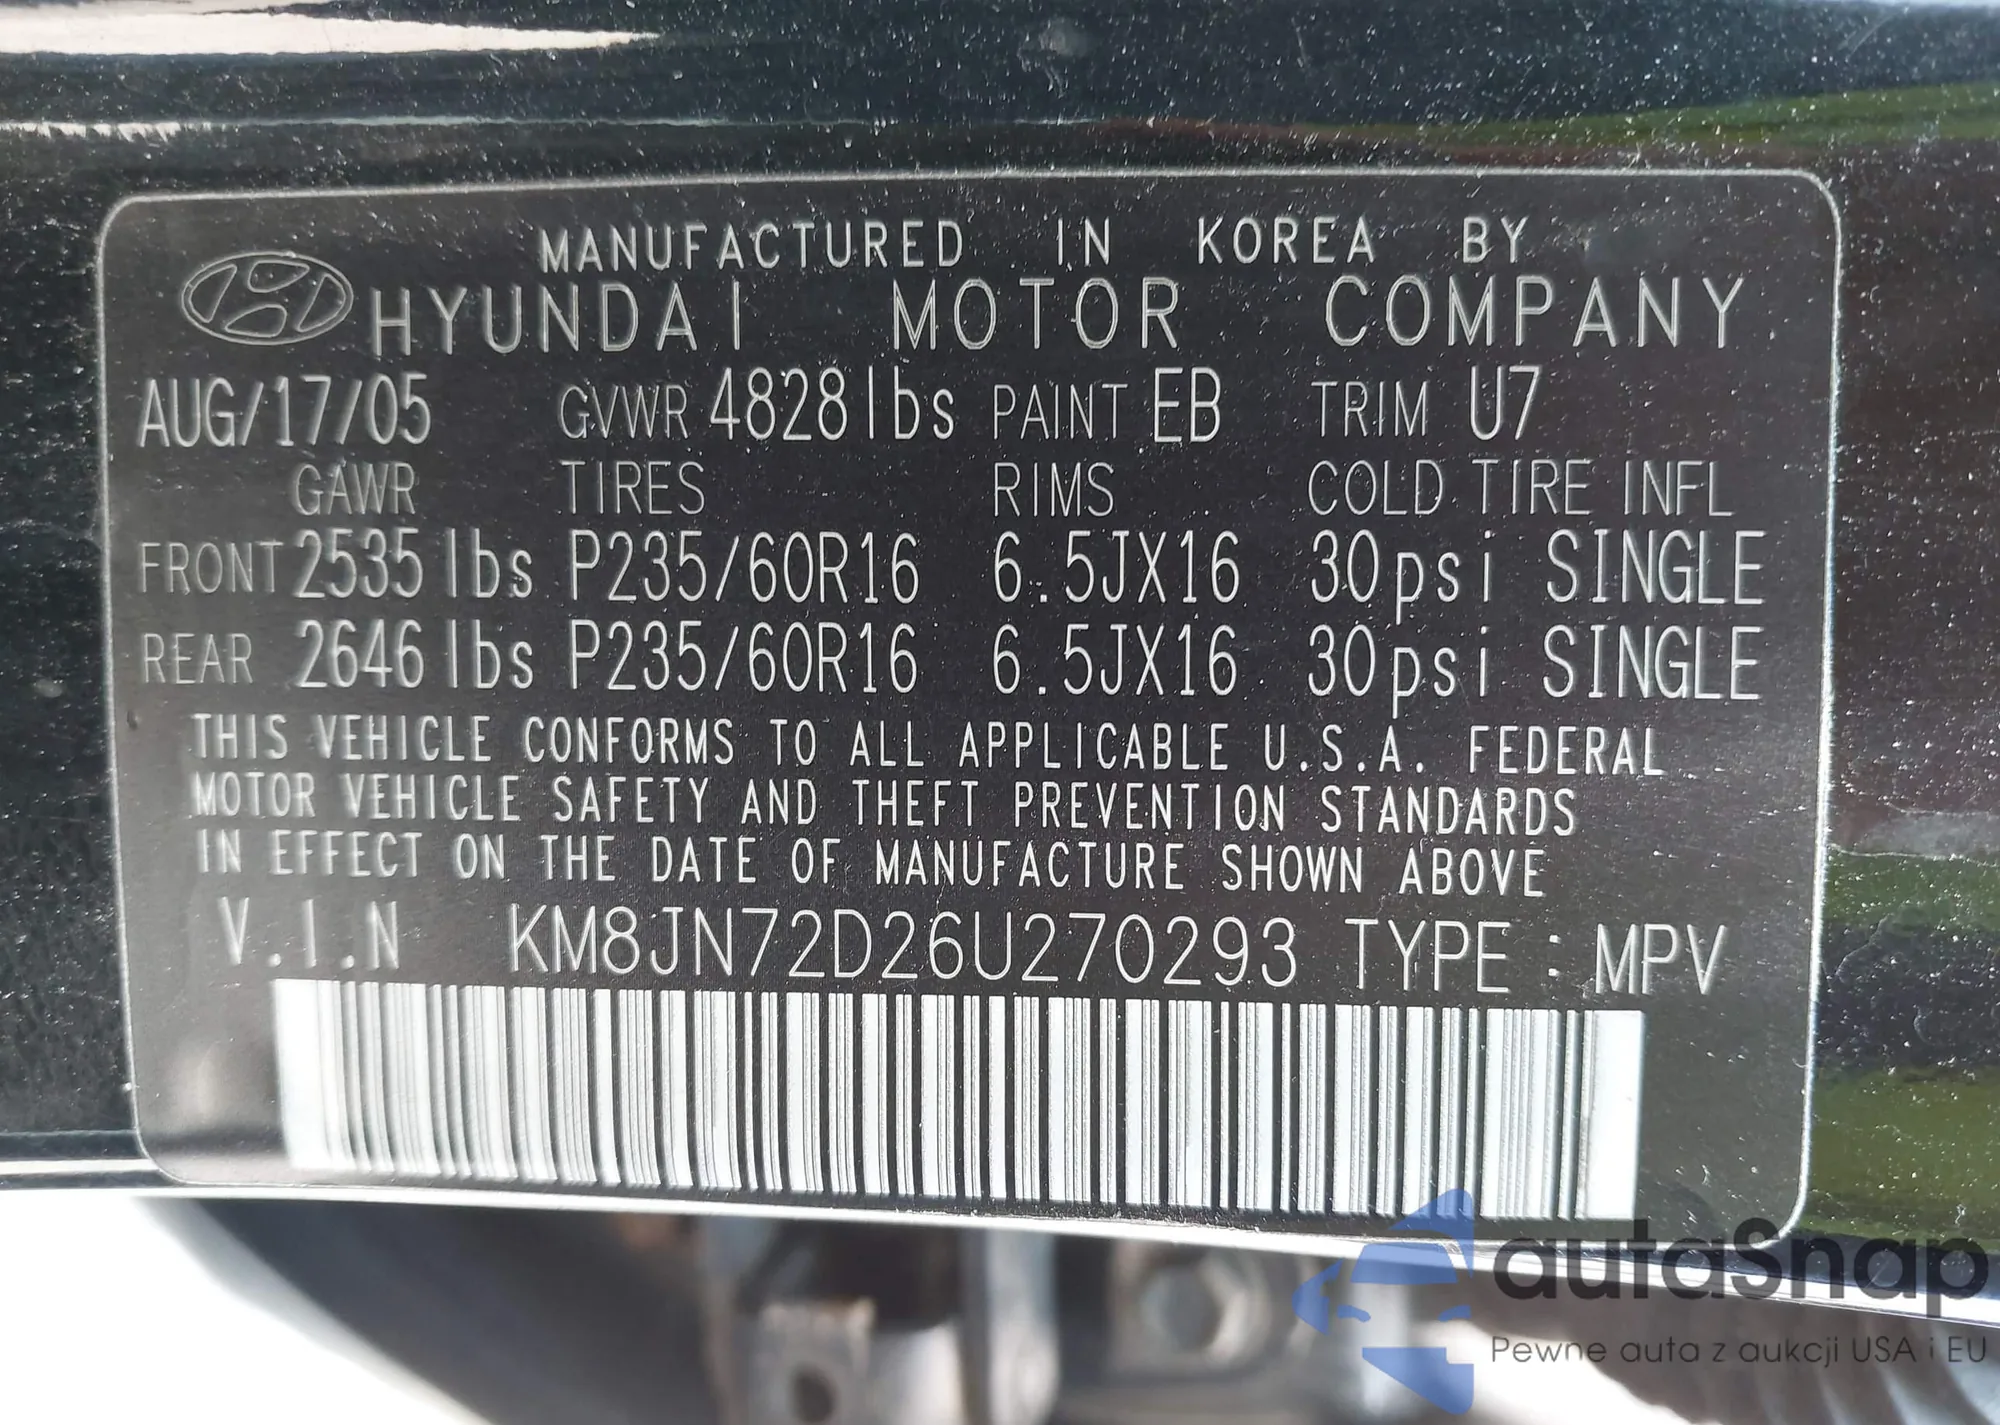 MANUFACTURED IN KOREA BY
HYUNDAI MOTOR COMPANY
AUG/17/05 GVWR 4828lbs PAINT EB TRIM U7
GAWR TIRES RIMS COLD TIRE INFL
FRONT 2535lbs P235/60R16 6.5JX16 30psi SINGLE
REAR 2646lbs P235/60R16 6.5JX16 30psi SINGLE
THIS VEHICLE CONFORMS TO ALL APPLICABLE U.S.A. FEDERAL
MOTOR VEHICLE SAFETY AND THEFT PREVENTION STANDARDS
IN EFFECT ON THE DATE OF MANUFACTURE SHOWN ABOVE
V.I.N KM8JN72D26U270293 TYPE : MPV
autaSnap
Pewne auta z aukcji USA i EU